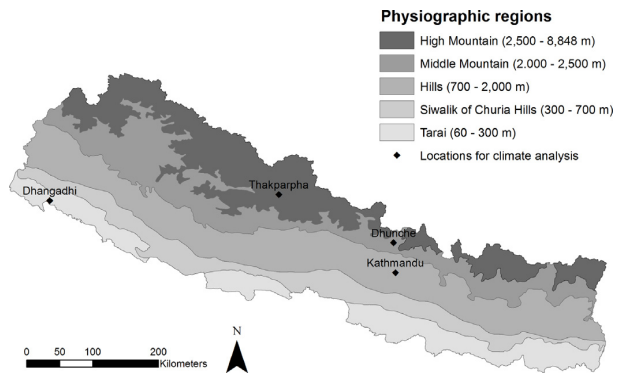 Physiographic regions
High Mountain (2,500 - 8,848 m)
Middle Mountain (2.000 - 2,500 m)
Hills (700 - 2,000 m)
Siwalik of Churia Hills (300 - 700 m)
Tarai (60 - 300 m)
Locations for climate analysis
Thakparpha
Dhangadhi
Dhunche
Kathmandu
N
0 50 100 200
Kilometers